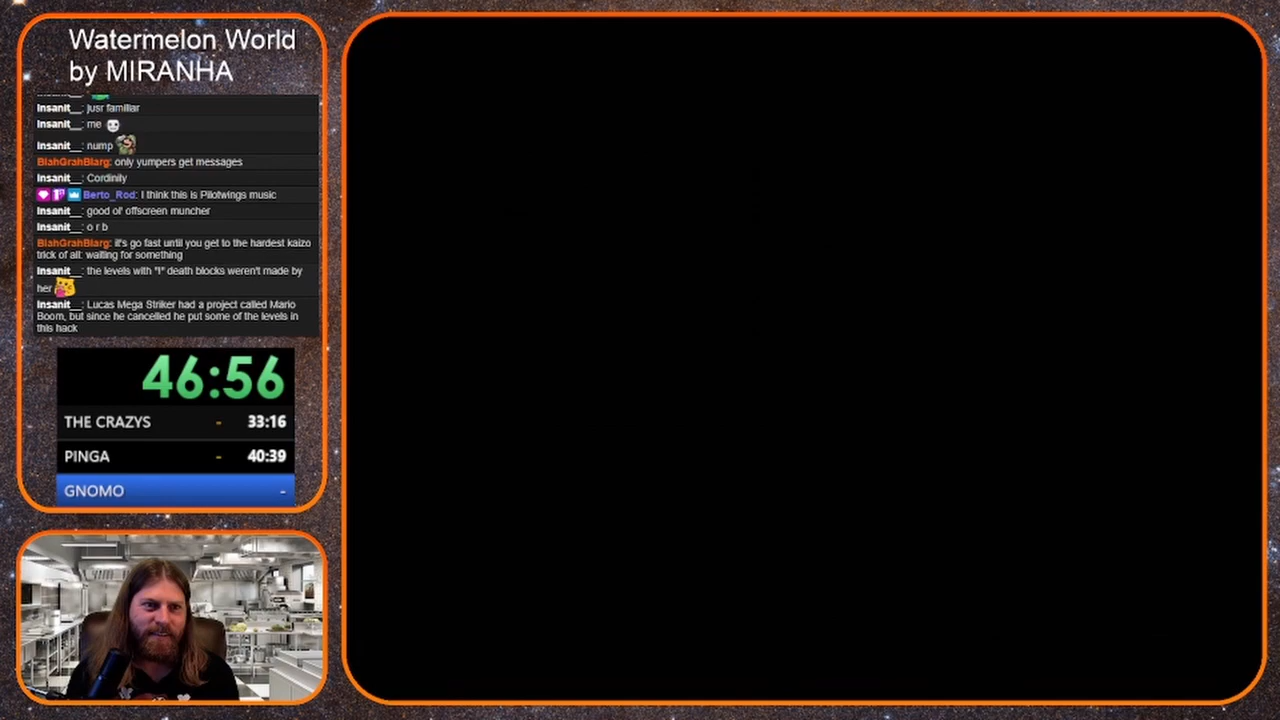 Watermelon World
by MIRANHA
Insanit__: jusr familiar
Insanit__: me
Insanit__: nump
BlahGrahBlarg: only yumpers get messages
Insanit__: Cordinily
Berto_Rod: I think this is Pilotwings music
Insanit__: good ol' offscreen muncher
Insanit__: o r b
BlahGrahBlarg: it's go fast until you get to the hardest kaizo
trick of all: waiting for something
Insanit__: the levels with "!" death blocks weren't made by
her
Insanit__: Lucas Mega Striker had a project called Mario
Boom, but since he cancelled he put some of the levels in
this hack
46:56
THE CRAZYS - 33:16
PINGA - 40:39
GNOMO -